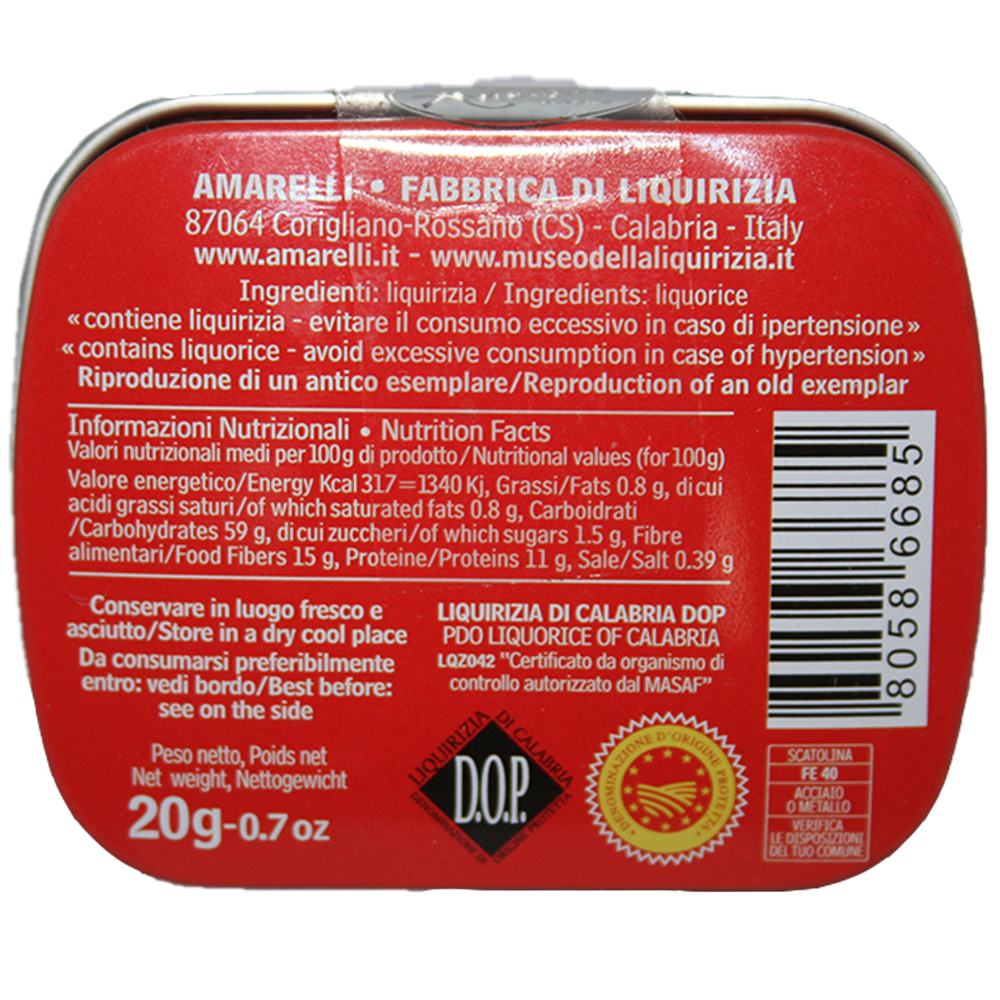 AMARELLI • FABBRICA DI LIQUIRIZIA
87064 Corigliano-Rossano (CS) - Calabria - Italy
www.amarelli.it - www.museodellaliquirizia.it
Ingredienti: liquirizia / Ingredients: liquorice
« contiene liquirizia - evitare il consumo eccessivo in caso di ipertensione »
« contains liquorice - avoid excessive consumption in case of hypertension »
Riproduzione di un antico esemplare/Reproduction of an old exemplar
Informazioni Nutrizionali • Nutrition Facts
Valori nutrizionali medi per 100g di prodotto/Nutritional values (for 100g)
Valore energetico/Energy Kcal 317=1340 Kj, Grassi/Fats 0.8 g, di cui
acidi grassi saturi/of which saturated fats 0.8 g, Carboidrati
/Carbohydrates 59 g, di cui zuccheri/of which sugars 1.5 g, Fibre
alimentari/Food Fibers 15 g, Proteine/Proteins 11 g, Sale/Salt 0.39 g
Conservare in luogo fresco e
asciutto/Store in a dry cool place
Da consumarsi preferibilmente
entro: vedi bordo/Best before:
see on the side
Peso netto, Poids net
Net weight, Nettogewicht
20g-0.7 oz
LIQUIRIZIA DI CALABRIA DOP
PDO LIQUORICE OF CALABRIA
LQZ042 "Certificato da organismo di
controllo autorizzato dal MASAF"
LIQUIRIZIA DI CALABRIA
D.O.P.
DENOMINAZIONE DI ORIGINE PROTETTA
DENOMINAZIONE D'ORIGINE PROTETTA
80586685
SCATOLINA
FE 40
ACCIAIO
O METALLO
VERIFICA
LE DISPOSIZIONI
DEL TUO COMUNE